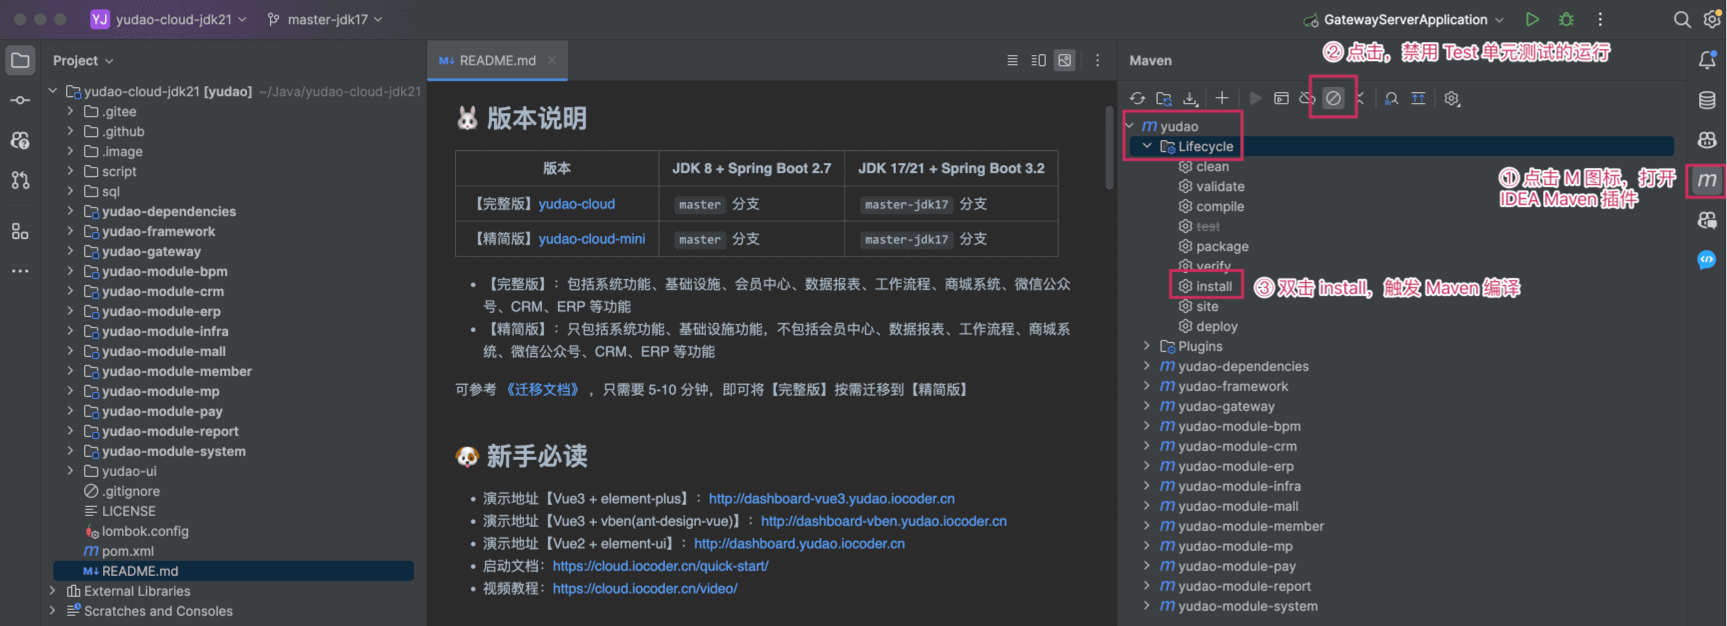 YJ yudao-cloud-jdk21 master-jdk17 GatewayServerApplication
Project
yudao-cloud-jdk21 [yudao] ~/Java/yudao-cloud-jdk21
.gitee
.github
.image
script
sql
yudao-dependencies
yudao-framework
yudao-gateway
yudao-module-bpm
yudao-module-crm
yudao-module-erp
yudao-module-infra
yudao-module-mall
yudao-module-member
yudao-module-mp
yudao-module-pay
yudao-module-report
yudao-module-system
yudao-ui
.gitignore
LICENSE
lombok.config
m pom.xml
M↓ README.md
External Libraries
Scratches and Consoles
M↓ README.md
🐰 版本说明
版本 JDK 8 + Spring Boot 2.7 JDK 17/21 + Spring Boot 3.2
【完整版】yudao-cloud master 分支 master-jdk17 分支
【精简版】yudao-cloud-mini master 分支 master-jdk17 分支
• 【完整版】：包括系统功能、基础设施、会员中心、数据报表、工作流程、商城系统、微信公众
号、CRM、ERP 等功能
• 【精简版】：只包括系统功能、基础设施功能，不包括会员中心、数据报表、工作流程、商城系
统、微信公众号、CRM、ERP 等功能
可参考 《迁移文档》 ，只需要 5-10 分钟，即可将【完整版】按需迁移到【精简版】
🐶 新手必读
• 演示地址【Vue3 + element-plus】：http://dashboard-vue3.yudao.iocoder.cn
• 演示地址【Vue3 + vben(ant-design-vue)】：http://dashboard-vben.yudao.iocoder.cn
• 演示地址【Vue2 + element-ui】：http://dashboard.yudao.iocoder.cn
• 启动文档：https://cloud.iocoder.cn/quick-start/
• 视频教程：https://cloud.iocoder.cn/video/
② 点击，禁用 Test 单元测试的运行
Maven
m yudao
Lifecycle
clean
validate
compile
test
package
verify
install
site
deploy
Plugins
m yudao-dependencies
m yudao-framework
m yudao-gateway
m yudao-module-bpm
m yudao-module-crm
m yudao-module-erp
m yudao-module-infra
m yudao-module-mall
m yudao-module-member
m yudao-module-mp
m yudao-module-pay
m yudao-module-report
m yudao-module-system
① 点击 M 图标，打开
IDEA Maven 插件
m
③ 双击 install，触发 Maven 编译